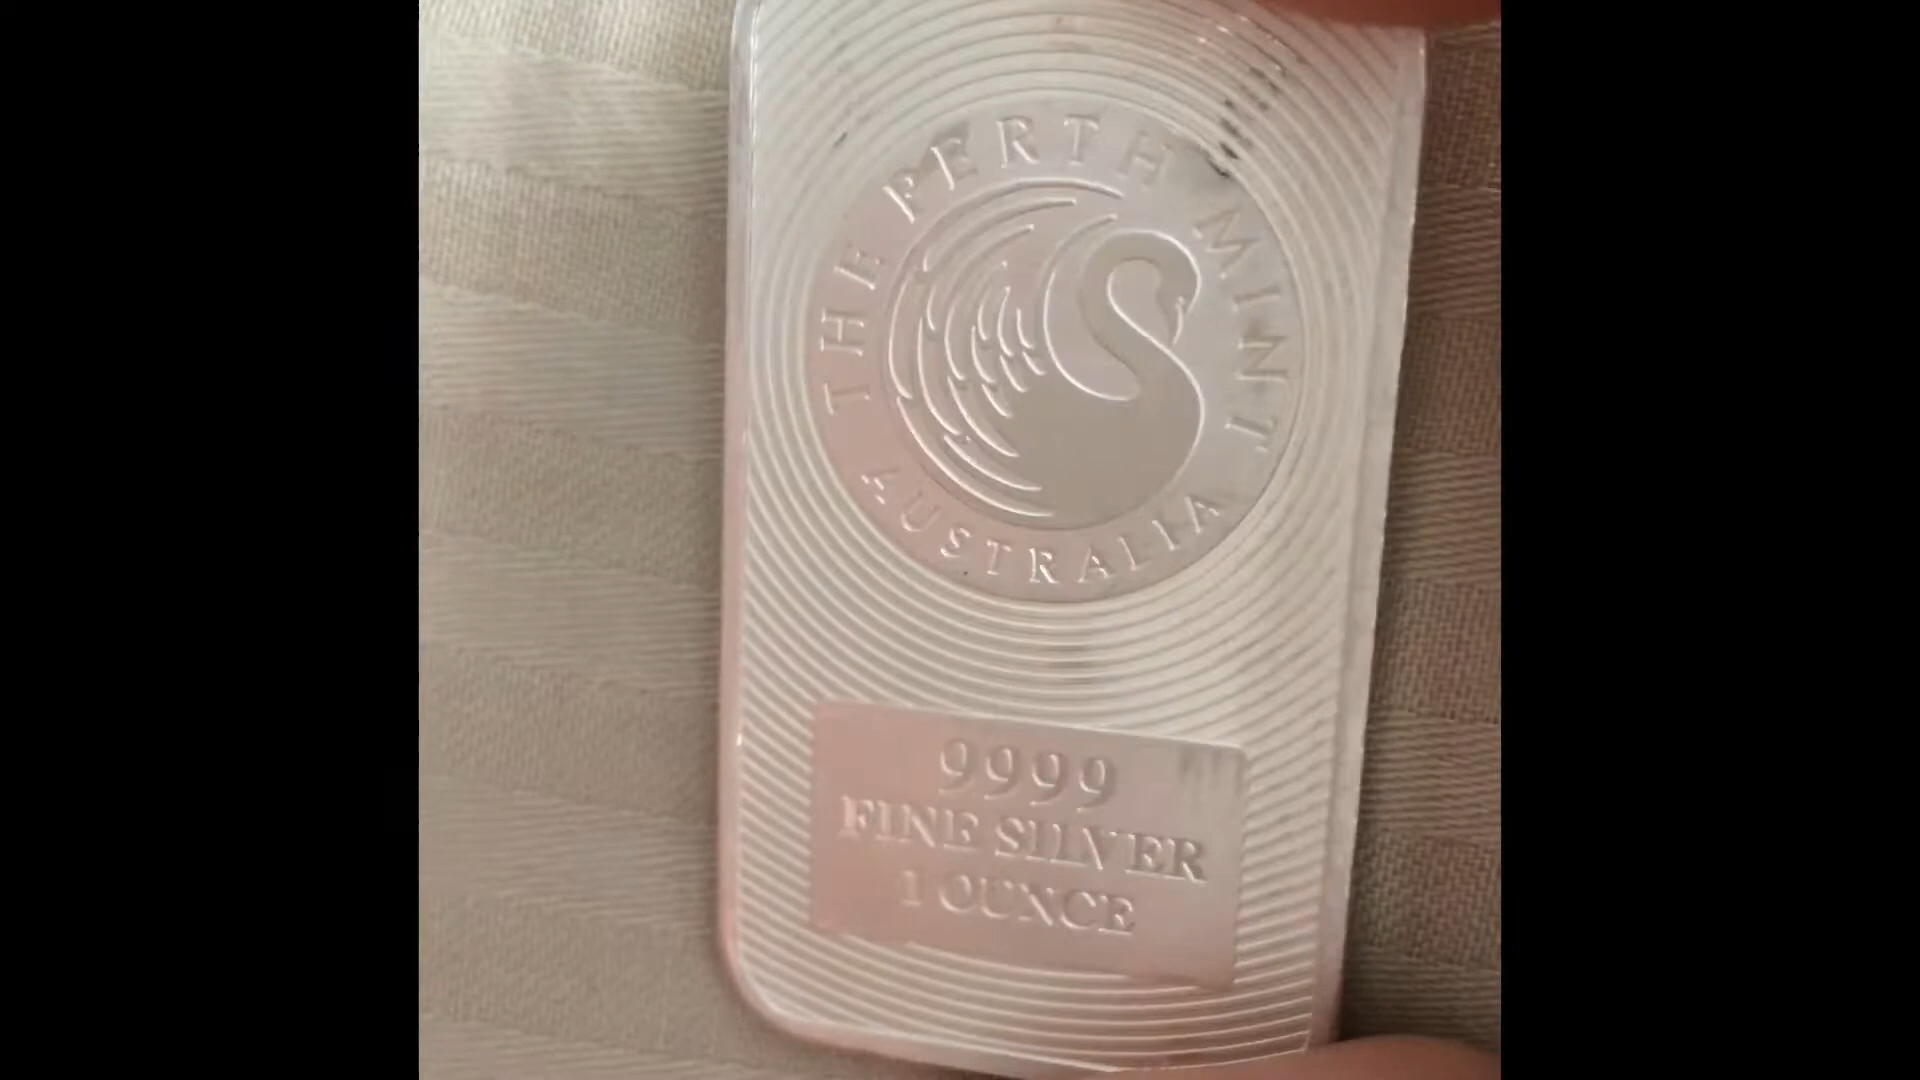 THE PERTH MINT
AUSTRALIA
9999
FINE SILVER
1 OUNCE